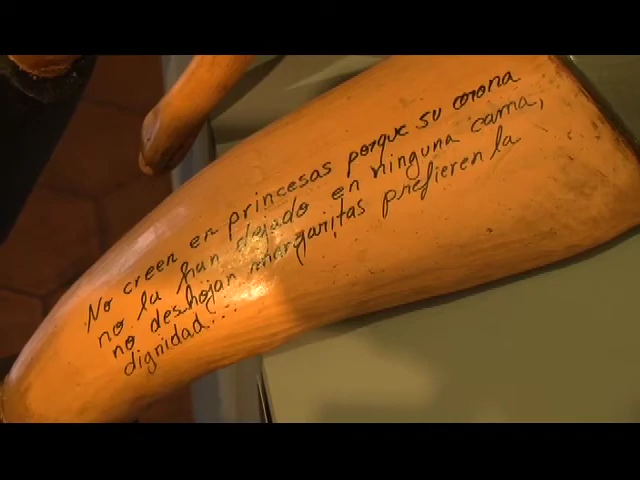 No creen en princesas porque su corona
no la han dejado en ninguna cama,
no deshojan margaritas prefieren la
dignidad...